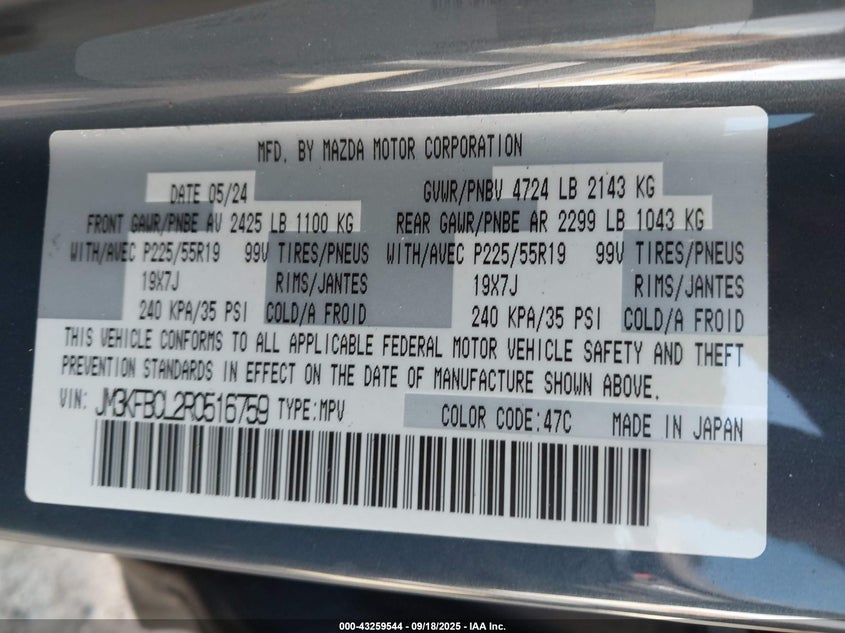 MFD. BY MAZDA MOTOR CORPORATION
DATE 05/24 GVWR/PNBV 4724 LB 2143 KG
FRONT GAWR/PNBE AV 2425 LB 1100 KG REAR GAWR/PNBE AR 2299 LB 1043 KG
WITH/AVEC P225/55R19 99V TIRES/PNEUS WITH/AVEC P225/55R19 99V TIRES/PNEUS
19X7J RIMS/JANTES 19X7J RIMS/JANTES
240 KPA/35 PSI COLD/A FROID 240 KPA/35 PSI COLD/A FROID
THIS VEHICLE CONFORMS TO ALL APPLICABLE FEDERAL MOTOR VEHICLE SAFETY AND THEFT
PREVENTION STANDARDS IN EFFECT ON THE DATE OF MANUFACTURE SHOWN ABOVE.
VIN: JM3KFBCL2R0516759 TYPE:MPV COLOR CODE:47C MADE IN JAPAN
000-43259544 - 09/18/2025 - IAA Inc.